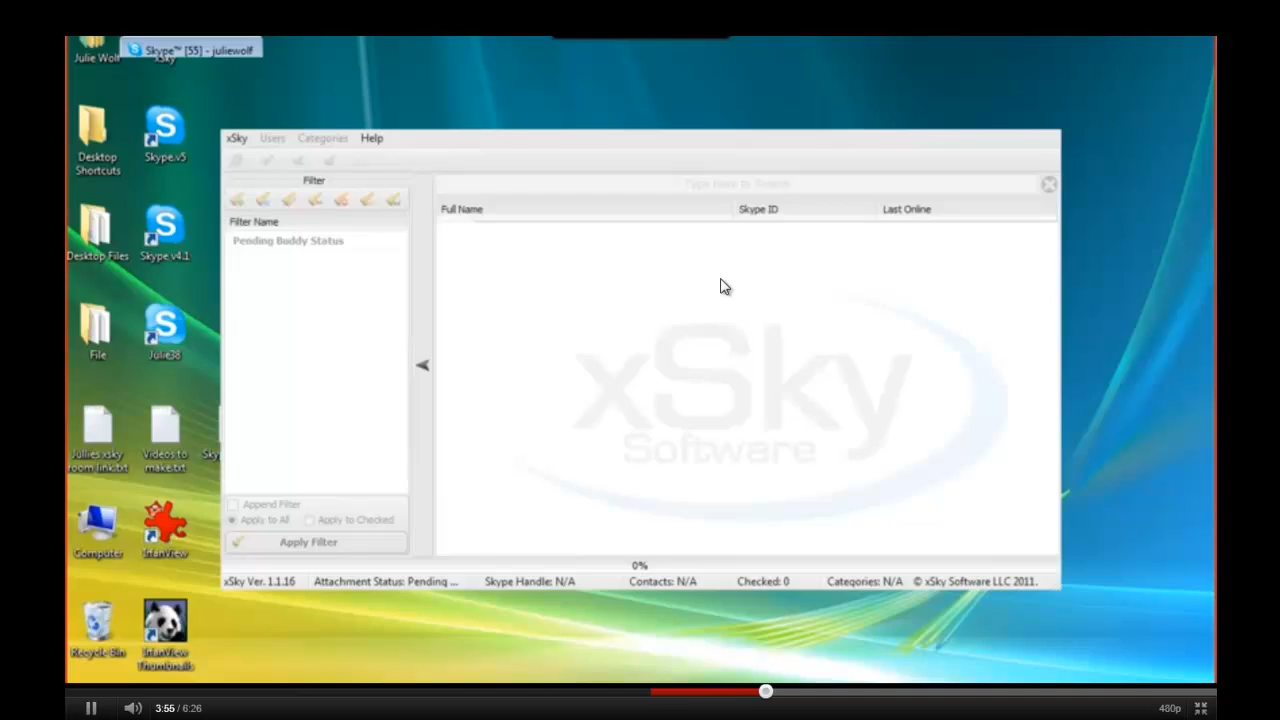 Skype™ [55] - juliewolf
Julie Wolf
xSky
Desktop
Shortcuts
Skype.v5
Desktop Files
Skype v4.1
File
Julie38
Jullies xsky
room link.txt
Videos to
make.txt
Sky
Computer
IrfanView
Recycle Bin
IrfanView
Thumbnails
xSky Users Categories Help
Filter
Type Here to Search
Filter Name
Full Name Skype ID Last Online
Pending Buddy Status
xSky
Software
Append Filter
Apply to All Apply to Checked
Apply Filter
0%
xSky Ver. 1.1.16 Attachment Status: Pending ... Skype Handle: N/A Contacts: N/A Checked: 0 Categories: N/A © xSky Software LLC 2011.
3:55 / 6:26 480p